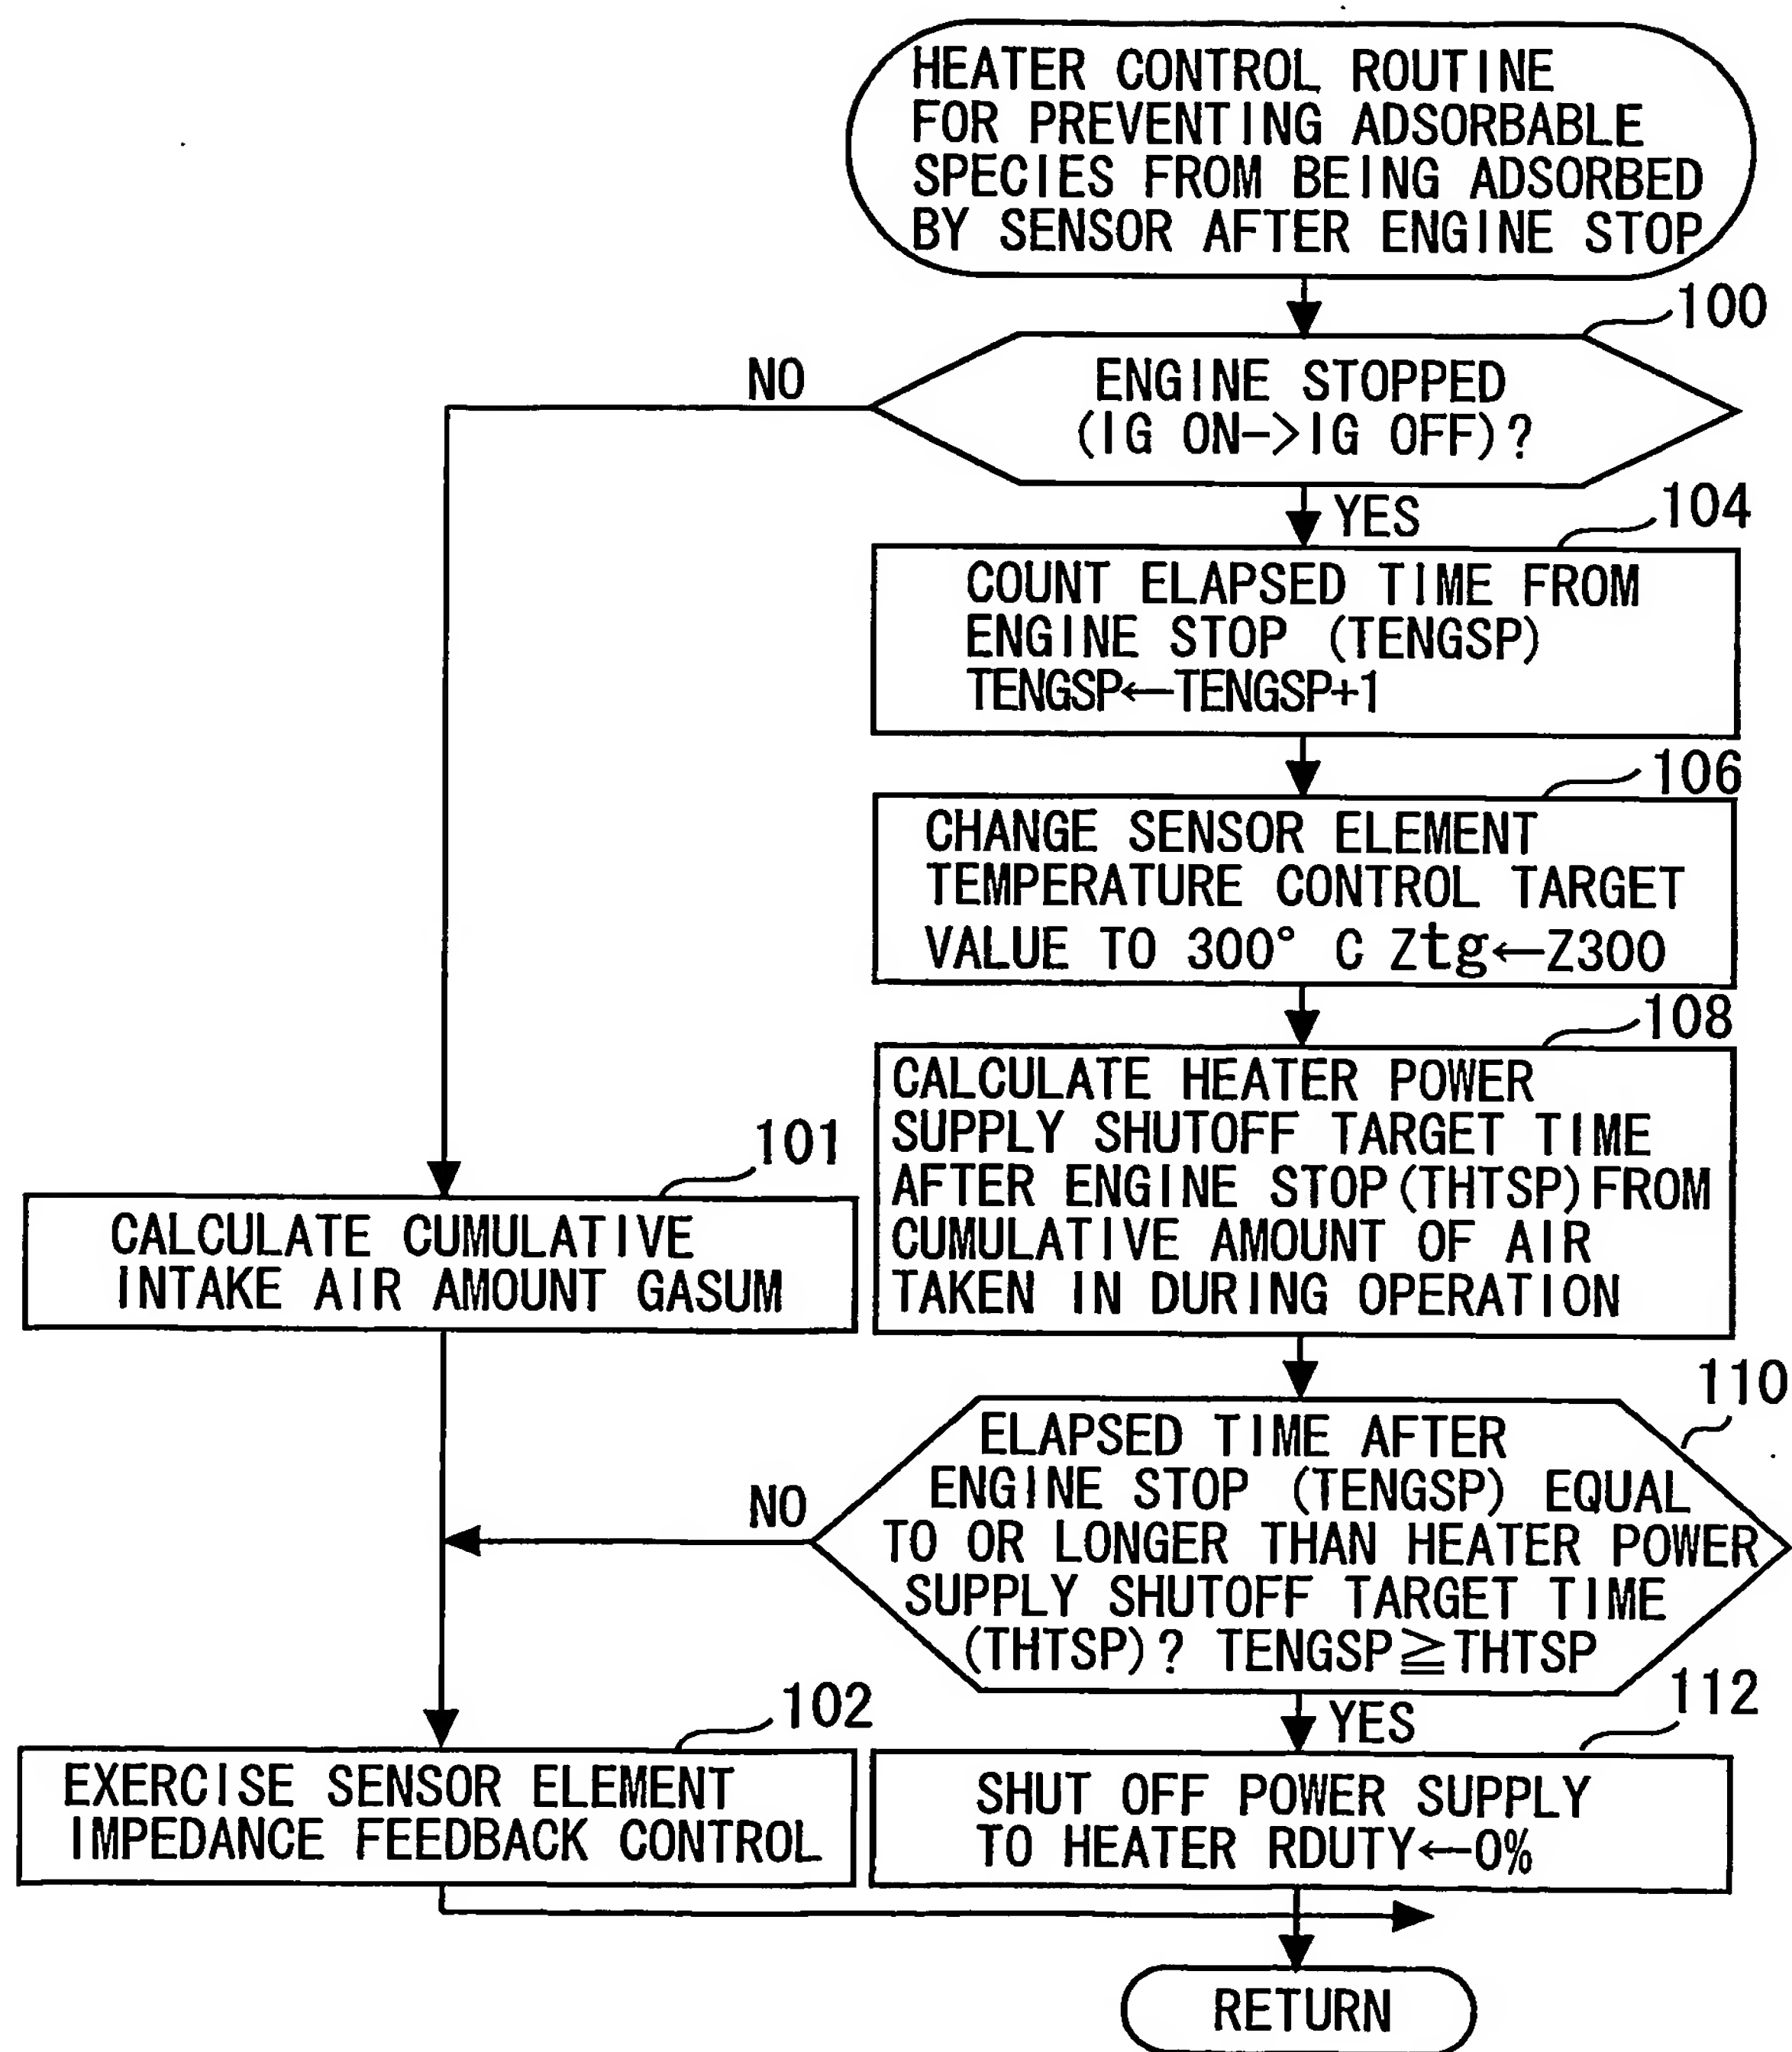 HEATER CONTROL ROUTINE
FOR PREVENTING ADSORBABLE
SPECIES FROM BEING ADSORBED
BY SENSOR AFTER ENGINE STOP
100
NO
ENGINE STOPPED
(IG ON->IG OFF)?
YES
104
COUNT ELAPSED TIME FROM
ENGINE STOP (TENGSP)
TENGSP←TENGSP+1
106
CHANGE SENSOR ELEMENT
TEMPERATURE CONTROL TARGET
VALUE TO 300° C Ztg←Z300
108
CALCULATE HEATER POWER
SUPPLY SHUTOFF TARGET TIME
AFTER ENGINE STOP(THTSP)FROM
CUMULATIVE AMOUNT OF AIR
TAKEN IN DURING OPERATION
101
CALCULATE CUMULATIVE
INTAKE AIR AMOUNT GASUM
110
ELAPSED TIME AFTER
ENGINE STOP (TENGSP) EQUAL
TO OR LONGER THAN HEATER POWER
SUPPLY SHUTOFF TARGET TIME
(THTSP)? TENGSP≧THTSP
NO
YES
102
EXERCISE SENSOR ELEMENT
IMPEDANCE FEEDBACK CONTROL
112
SHUT OFF POWER SUPPLY
TO HEATER RDUTY←0%
RETURN